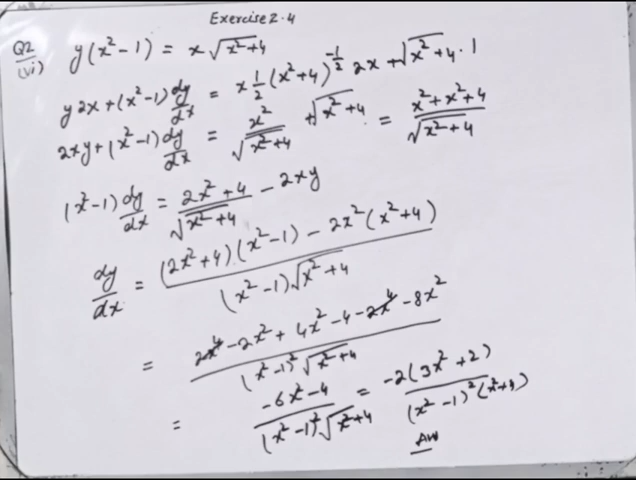 Exercise 2.4
Q2 (vi) y(x²-1) = x √(x²+4)
y 2x + (x²-1) dy/dx = x 1/2 (x²+4)^(-1/2) 2x + √(x²+4) · 1
2xy + (x²-1) dy/dx = x²/√(x²+4) + √(x²+4) = (x²+x²+4)/√(x²+4)
(x²-1) dy/dx = (2x²+4)/√(x²+4) - 2xy
dy/dx = ((2x²+4)(x²-1) - 2x²(x²+4))/((x²-1)√(x²+4))
= (2x⁴-2x²+4x²-4-2x⁴-8x²)/((x²-1)²√(x²+4))
= (-6x²-4)/((x²-1)²√(x²+4)) = -2(3x²+2)/((x²-1)²(x²+4))
Ans